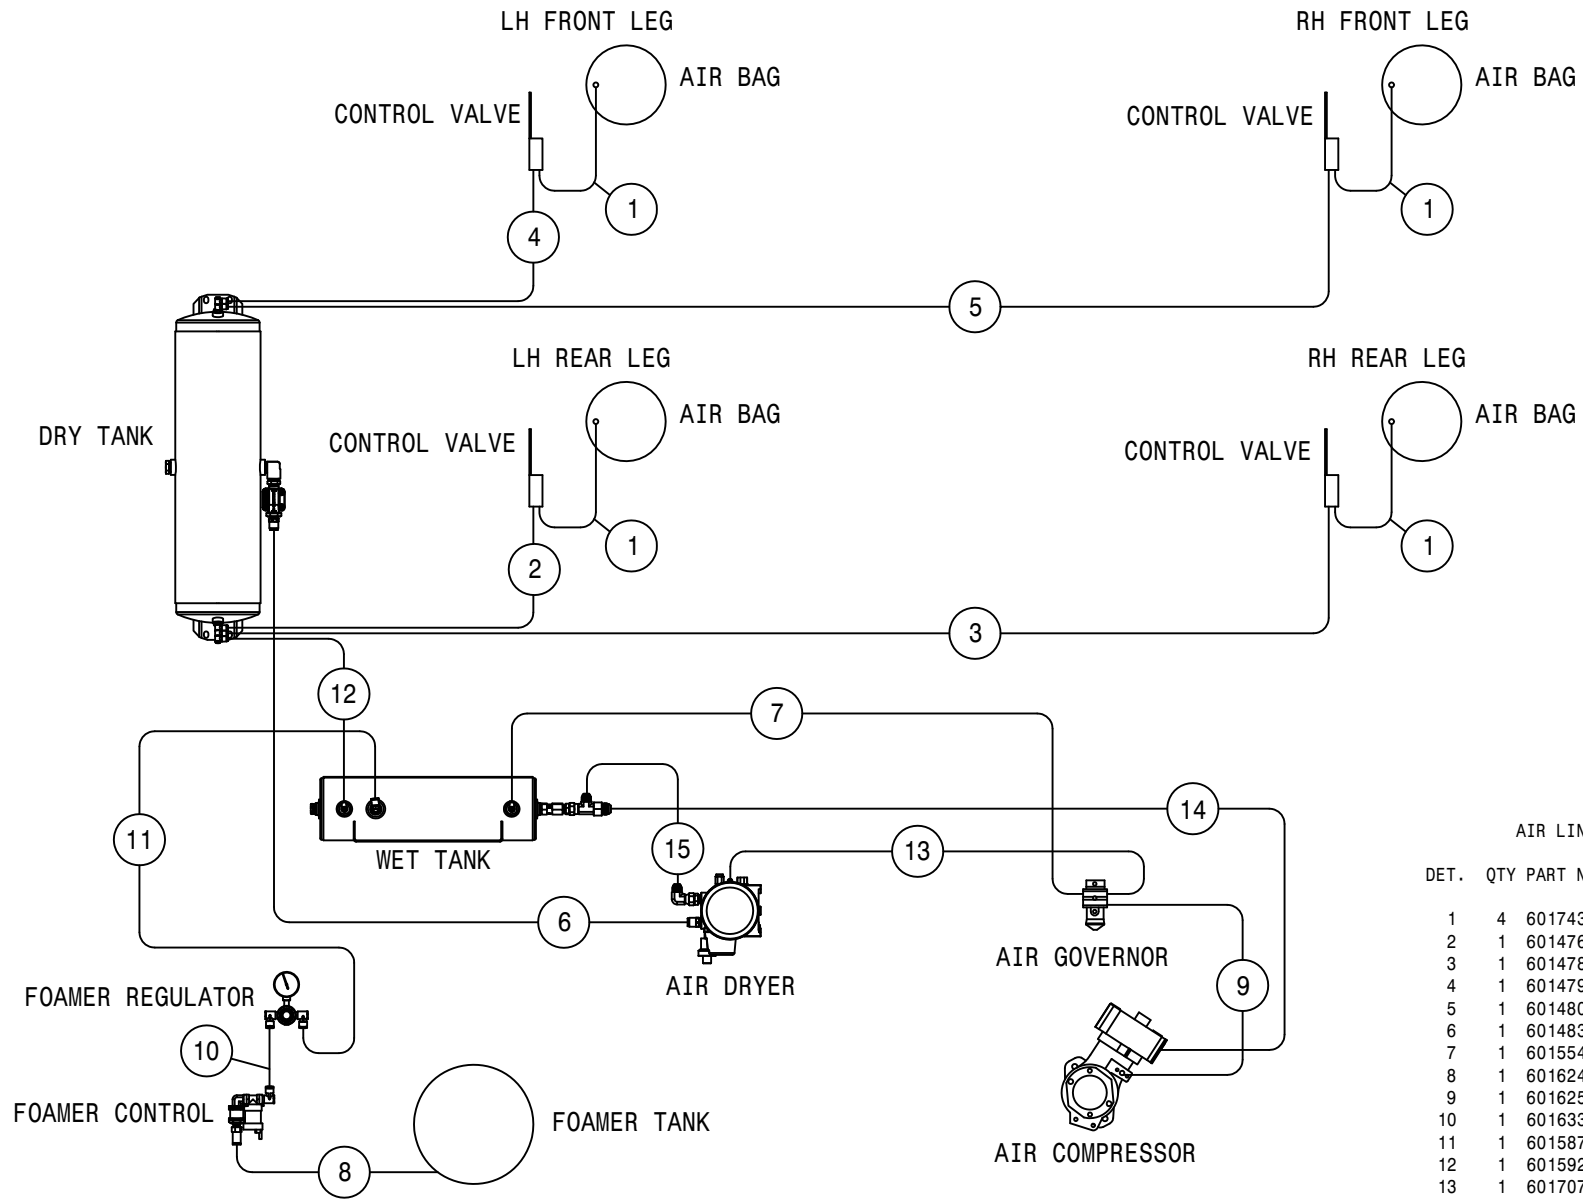 LH FRONT LEG
RH FRONT LEG
AIR BAG
AIR BAG
CONTROL VALVE
CONTROL VALVE
1
1
4
5
LH REAR LEG
RH REAR LEG
AIR BAG
AIR BAG
DRY TANK
CONTROL VALVE
CONTROL VALVE
1
1
2
3
12
7
14
11
WET TANK
15
13
6
AIR GOVERNOR
AIR DRYER
9
FOAMER REGULATOR
10
FOAMER CONTROL
FOAMER TANK
AIR COMPRESSOR
8
AIR LIN
DET. QTY PART N
1 4 601743
2 1 601476
3 1 601478
4 1 601479
5 1 601480
6 1 601483
7 1 601554
8 1 601624
9 1 601625
10 1 601633
11 1 601587
12 1 601592
13 1 601707